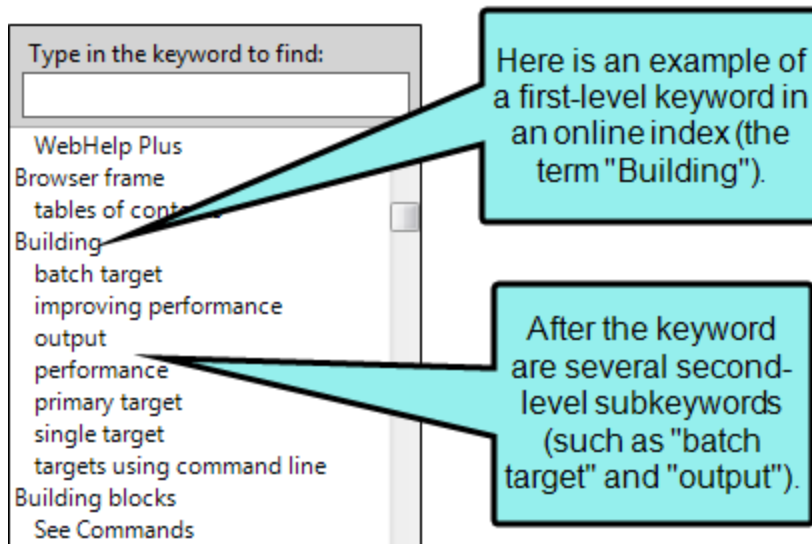 Type in the keyword to find:
WebHelp Plus
Browser frame
tables of
Building
batch target
improving performance
output
performance
primary target
single target
targets using command line
Building blocks
See Commands
Here is an example of
a first-level keyword in
an online index (the
term "Building").
After the keyword
are several second-
level subkeywords
(such as "batch
target" and "output").